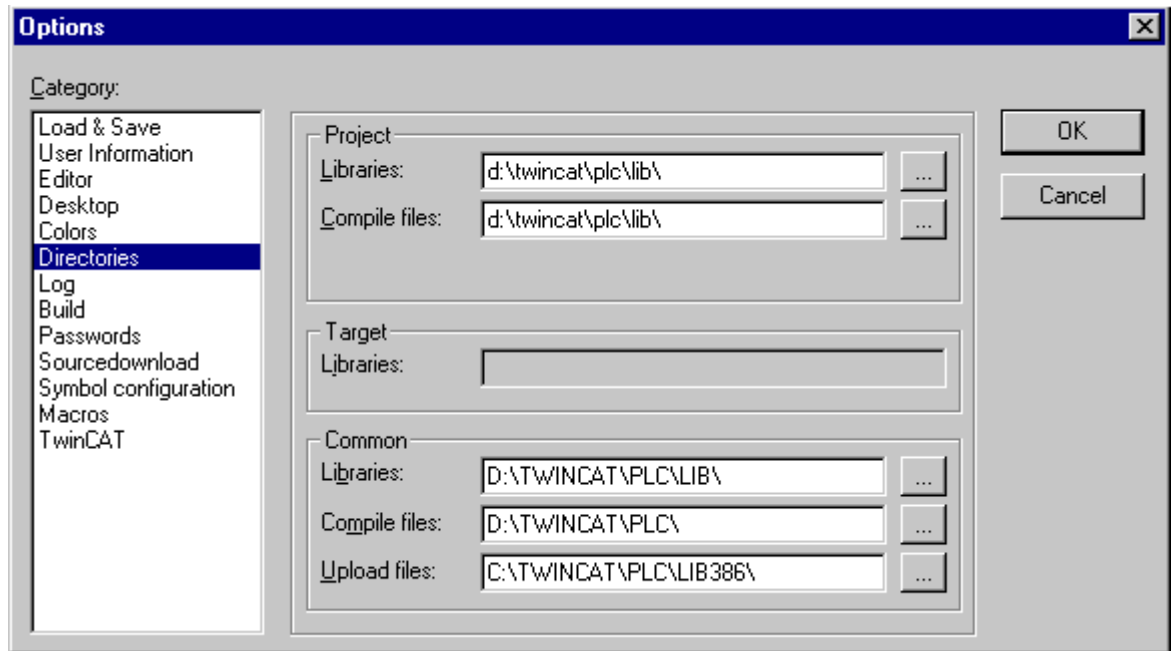 Options
Category:
Load & Save
User Information
Editor
Desktop
Colors
Directories
Log
Build
Passwords
Sourcedownload
Symbol configuration
Macros
TwinCAT
Project
Libraries: d:\twincat\plc\lib\ ...
Compile files: d:\twincat\plc\lib\ ...
Target
Libraries:
Common
Libraries: D:\TWINCAT\PLC\LIB\ ...
Compile files: D:\TWINCAT\PLC\ ...
Upload files: C:\TWINCAT\PLC\LIB386\ ...
OK
Cancel